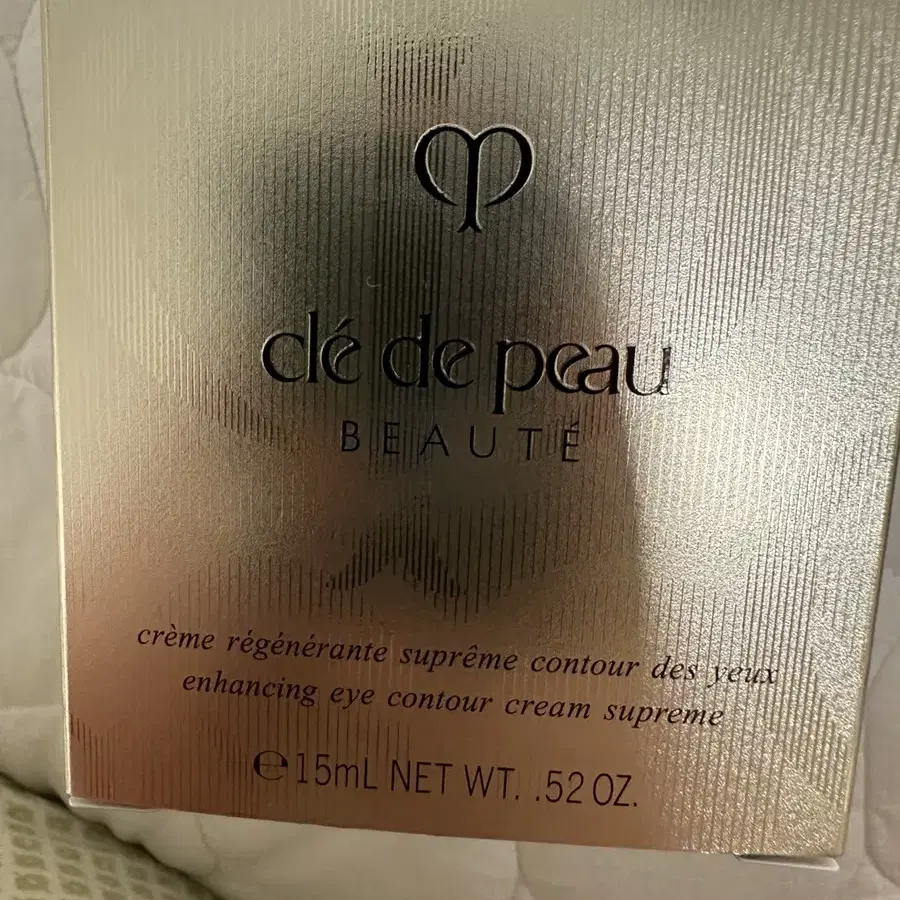 clé de peau
BEAUTÉ
crème régénérante suprême contour des yeux
enhancing eye contour cream supreme
℮15mL NET WT. .52 OZ.